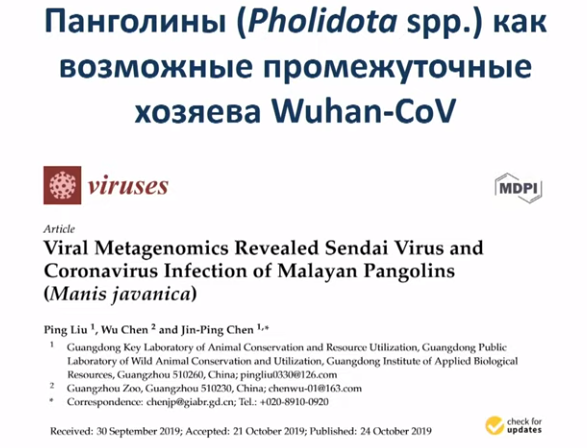 Панголины (Pholidota spp.) как
возможные промежуточные
хозяева Wuhan-CoV
viruses
MDPI
Article
Viral Metagenomics Revealed Sendai Virus and
Coronavirus Infection of Malayan Pangolins
(Manis javanica)
Ping Liu 1, Wu Chen 2 and Jin-Ping Chen 1,*
1 Guangdong Key Laboratory of Animal Conservation and Resource Utilization, Guangdong Public
Laboratory of Wild Animal Conservation and Utilization, Guangdong Institute of Applied Biological
Resources, Guangzhou 510260, China; pingliu0330@126.com
2 Guangzhou Zoo, Guangzhou 510230, China; chenwu-01@163.com
* Correspondence: chenjp@giabr.gd.cn; Tel.: +020-8910-0920
Received: 30 September 2019; Accepted: 21 October 2019; Published: 24 October 2019
check for
updates